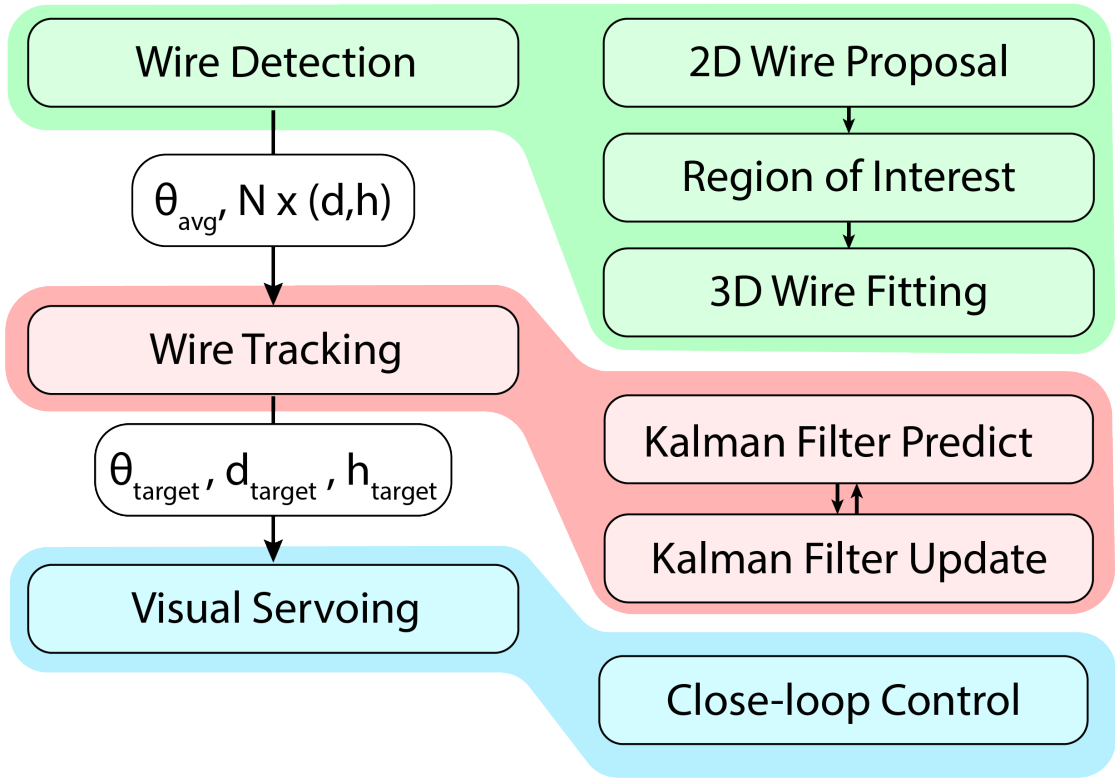 Wire Detection
θavg, N x (d,h)
Wire Tracking
θtarget, dtarget, htarget
Visual Servoing
2D Wire Proposal
Region of Interest
3D Wire Fitting
Kalman Filter Predict
Kalman Filter Update
Close-loop Control